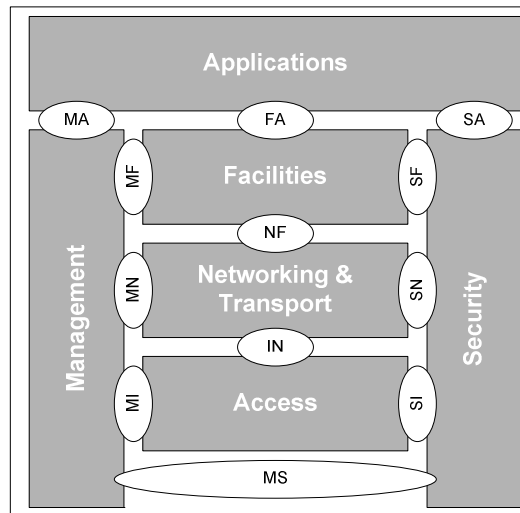 Applications
MA
FA
SA
MF
Facilities
SF
NF
Management
MN
Networking &
Transport
SN
Security
IN
MI
Access
SI
MS